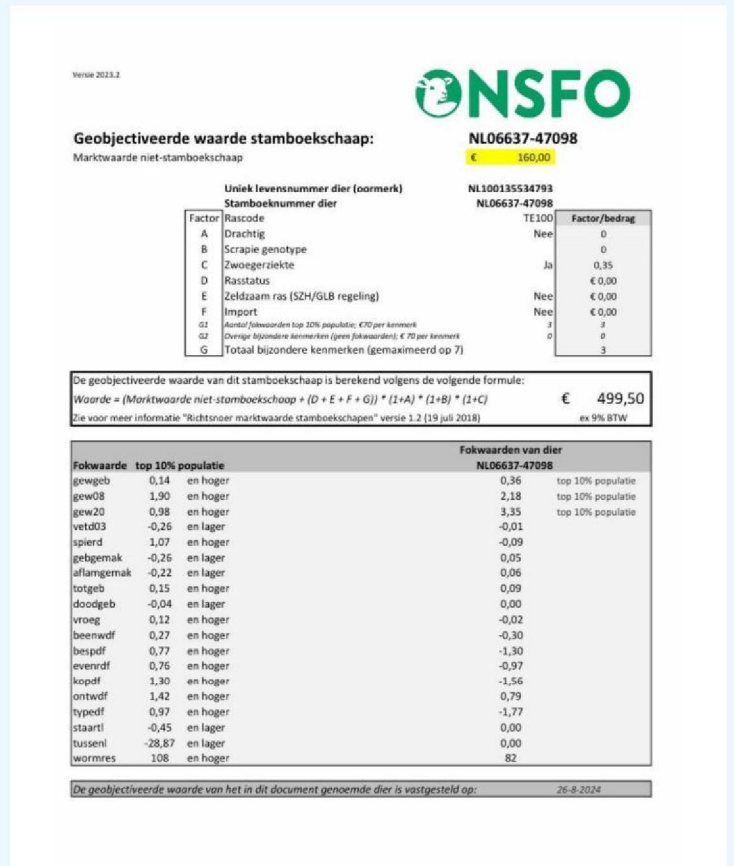 Versie 2023.2
NSFO
Geobjectiveerde waarde stamboekschaap: NL06637-47098
Marktwaarde niet-stamboekschaap € 160,00
Uniek levensnummer dier (oormerk) NL100135534793
Stamboeknummer dier NL06637-47098
Factor Rascode TE100 Factor/bedrag
A Drachtig Nee 0
B Scrapie genotype 0
C Zwoegerziekte Ja 0,35
D Rasstatus € 0,00
E Zeldzaam ras (SZH/GLB regeling) Nee € 0,00
F Import Nee € 0,00
G1 Aantal fokwaarden top 10% populatie; €70 per kenmerk 3 3
G2 Overige bijzondere kenmerken (geen fokwaarden); € 70 per kenmerk 0 0
G Totaal bijzondere kenmerken (gemaximeerd op 7) 3
De geobjectiveerde waarde van dit stamboekschaap is berekend volgens de volgende formule:
Waarde = (Marktwaarde niet-stamboekschaap + (D + E + F + G)) * (1+A) * (1+B) * (1+C) € 499,50
Zie voor meer informatie "Richtsnoer marktwaarde stamboekschapen" versie 1.2 (19 juli 2018) ex 9% BTW
Fokwaarden van dier
Fokwaarde top 10% populatie NL06637-47098
gewgeb 0,14 en hoger 0,36 top 10% populatie
gew08 1,90 en hoger 2,18 top 10% populatie
gew20 0,98 en hoger 3,35 top 10% populatie
vetd03 -0,26 en lager -0,01
spierd 1,07 en hoger -0,09
gebgemak -0,26 en lager 0,05
aflamgemak -0,22 en lager 0,06
totgeb 0,15 en hoger 0,09
doodgeb -0,04 en lager 0,00
vroeg 0,12 en hoger -0,02
beenwdf 0,27 en hoger -0,30
bespdf 0,77 en hoger -1,30
evenrdf 0,76 en hoger -0,97
kopdf 1,30 en hoger -1,56
ontwdf 1,42 en hoger 0,79
typedf 0,97 en hoger -1,77
staartl -0,45 en lager 0,00
tussenl -28,87 en lager 0,00
wormres 108 en hoger 82
De geobjectiveerde waarde van het in dit document genoemde dier is vastgesteld op: 26-8-2024